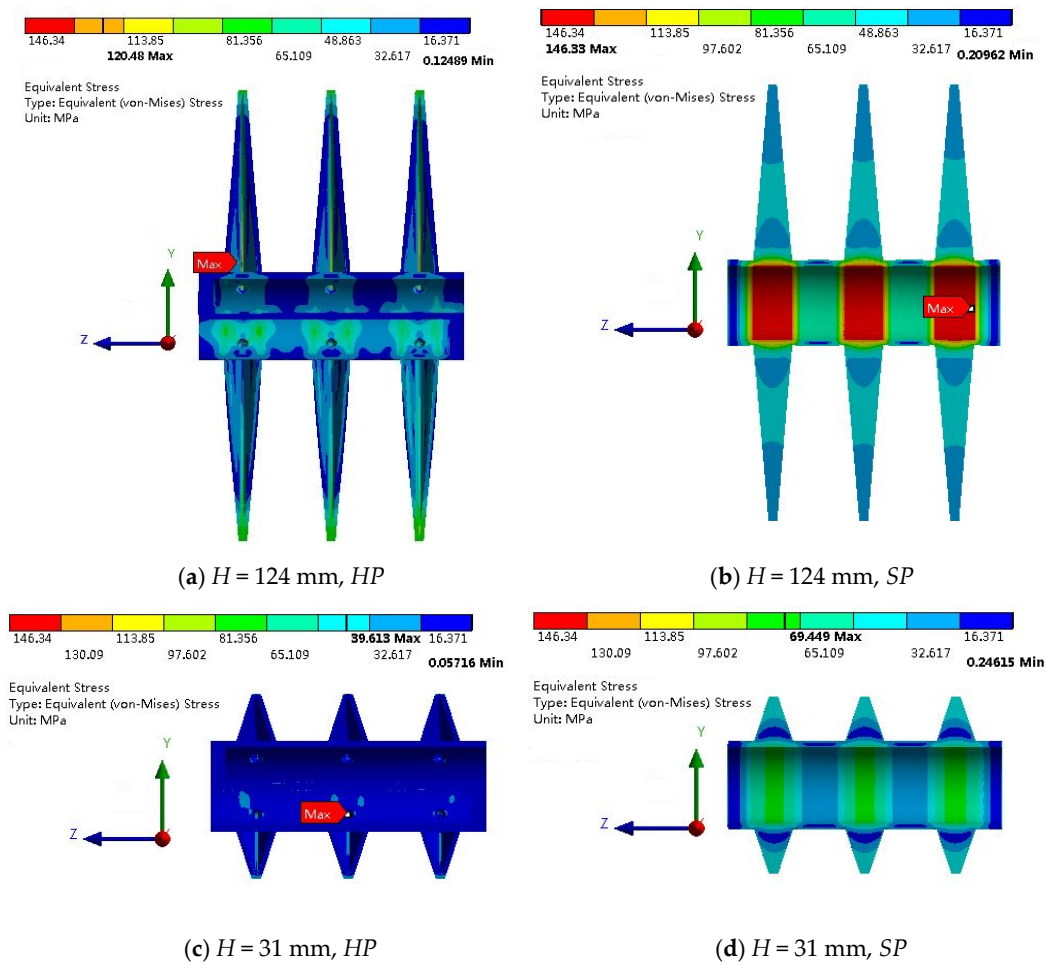 146.34 113.85 81.356 48.863 16.371
120.48 Max 65.109 32.617 0.12489 Min
Equivalent Stress
Type: Equivalent (von-Mises) Stress
Unit: MPa
Max
Y
Z
(a) H = 124 mm, HP
146.34 113.85 81.356 48.863 16.371
146.33 Max 97.602 65.109 32.617 0.20962 Min
Equivalent Stress
Type: Equivalent (von-Mises) Stress
Unit: MPa
Y
Z
Max
(b) H = 124 mm, SP
146.34 113.85 81.356 39.613 Max 16.371
130.09 97.602 65.109 32.617 0.05716 Min
Equivalent Stress
Type: Equivalent (von-Mises) Stress
Unit: MPa
Y
Z
Max
(c) H = 31 mm, HP
146.34 113.85 69.449 Max 16.371
130.09 97.602 65.109 32.617 0.24615 Min
Equivalent Stress
Type: Equivalent (von-Mises) Stress
Unit: MPa
Y
Z
(d) H = 31 mm, SP